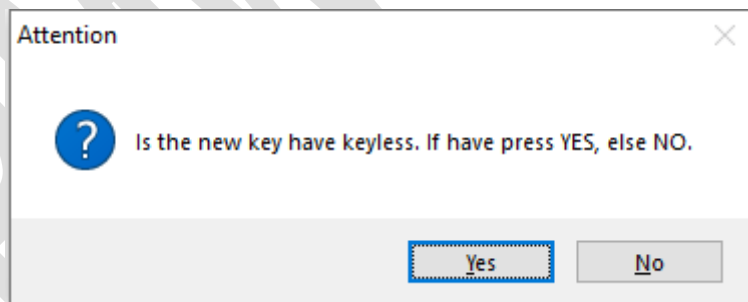 Attention
Is the new key have keyless. If have press YES, else NO.
Yes
No